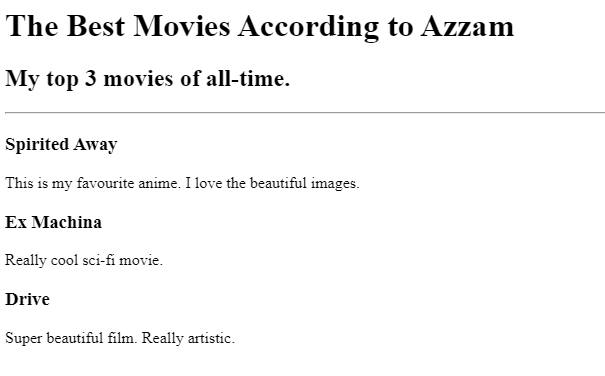 The Best Movies According to Azzam
My top 3 movies of all-time.
Spirited Away
This is my favourite anime. I love the beautiful images.
Ex Machina
Really cool sci-fi movie.
Drive
Super beautiful film. Really artistic.